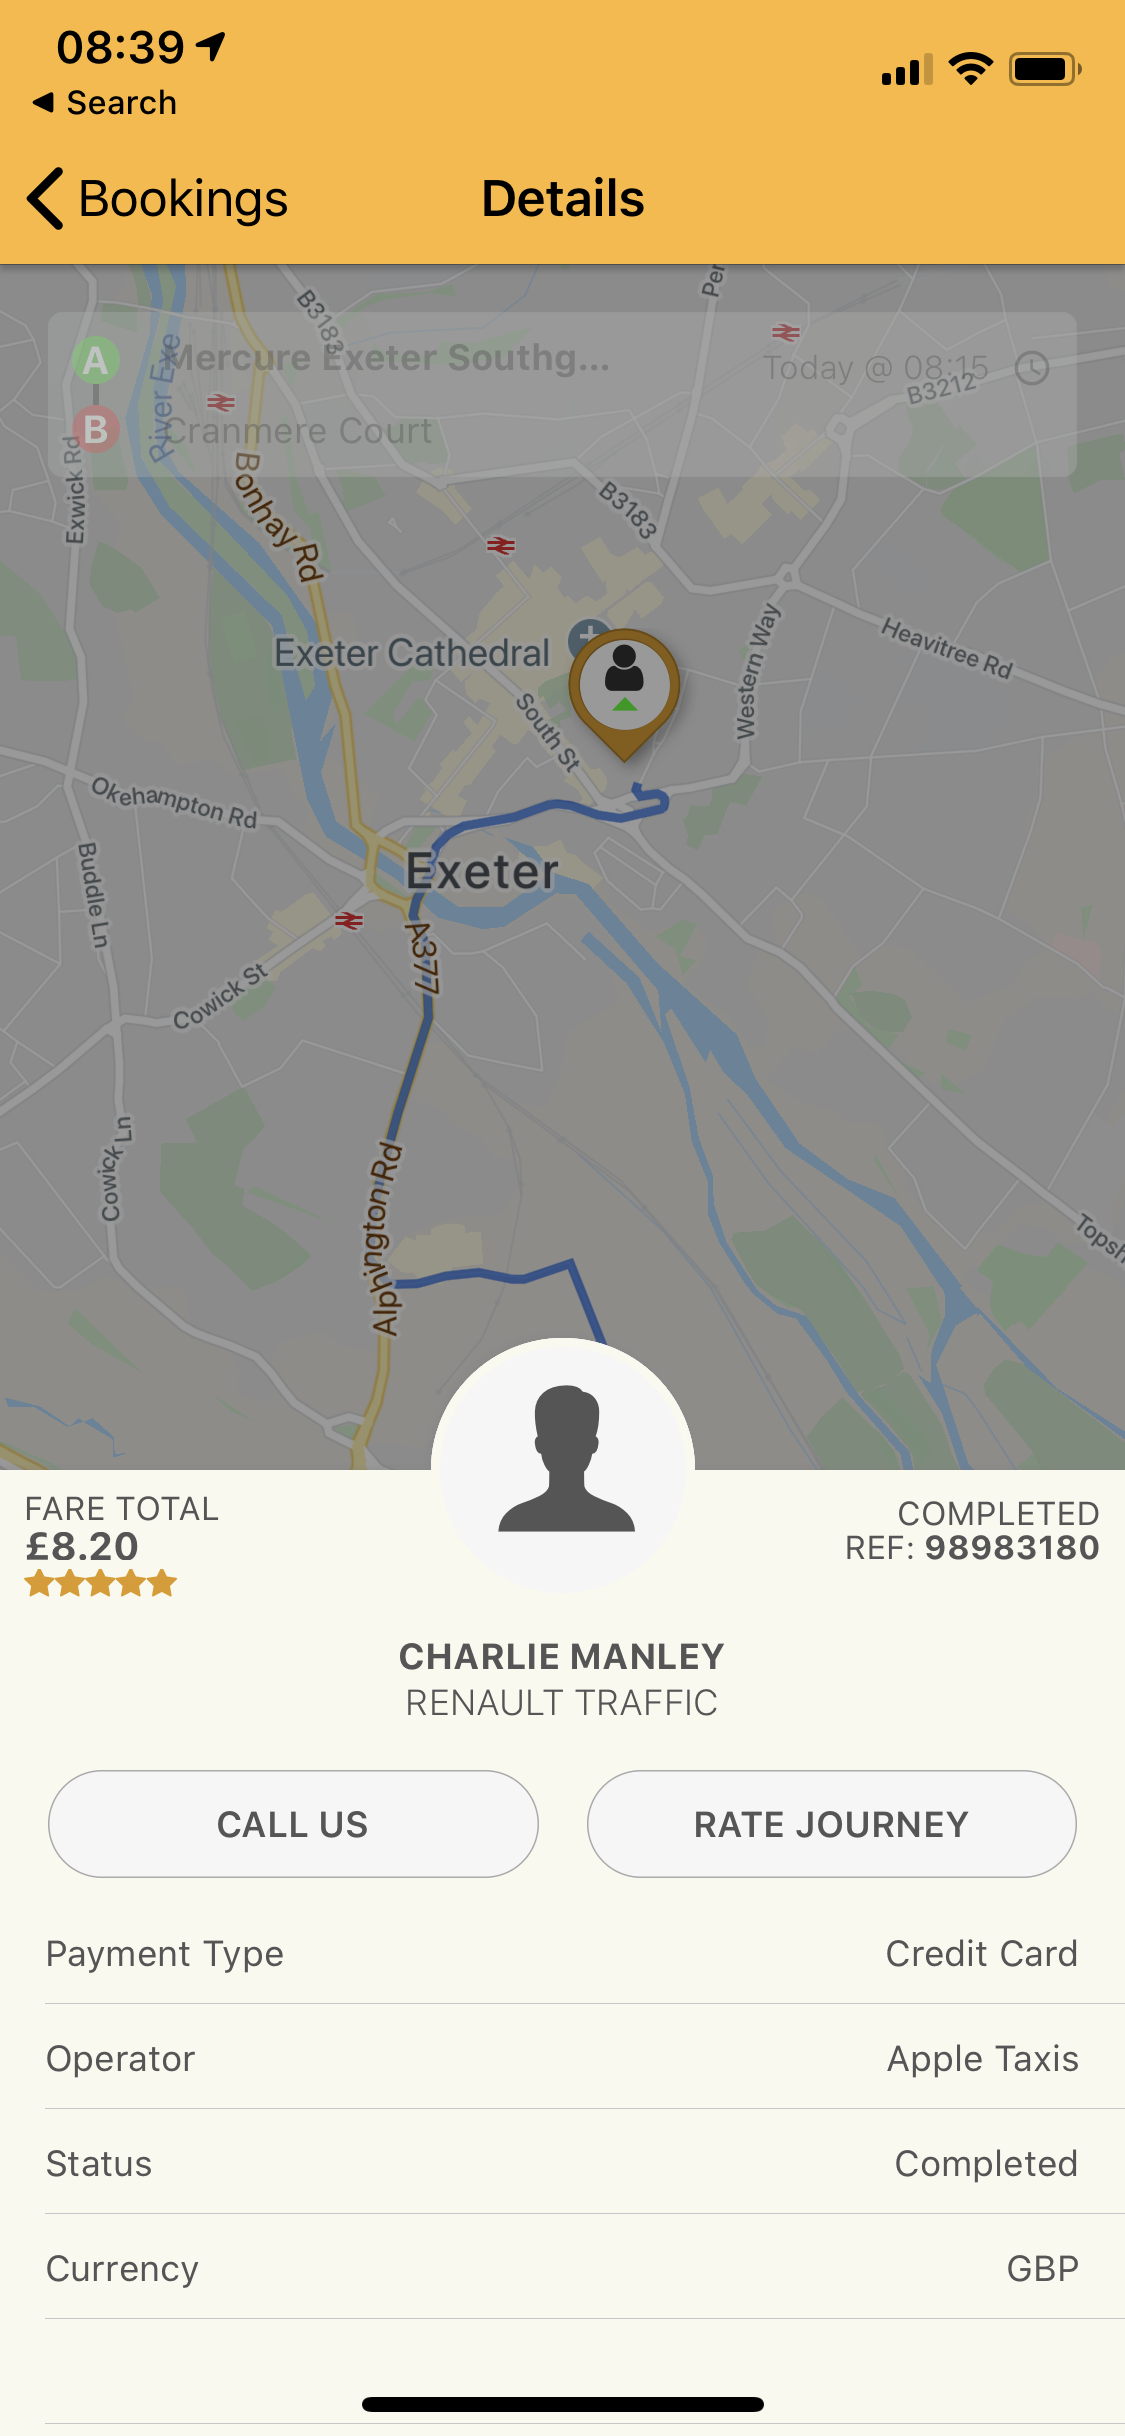 08:39
Search
Bookings
Details
A
Mercure Exeter Southg...
Today @ 08:15
B
Cranmere Court
B3183
B3212
River Exe
Exwick Rd
Bonhay Rd
B3183
Exeter Cathedral
South St
Western Way
Heavitree Rd
Okehampton Rd
Buddle Ln
Exeter
A377
Cowick St
Cowick Ln
Alphington Rd
FARE TOTAL
£8.20
COMPLETED
REF: 98983180
CHARLIE MANLEY
RENAULT TRAFFIC
CALL US
RATE JOURNEY
Payment Type
Credit Card
Operator
Apple Taxis
Status
Completed
Currency
GBP